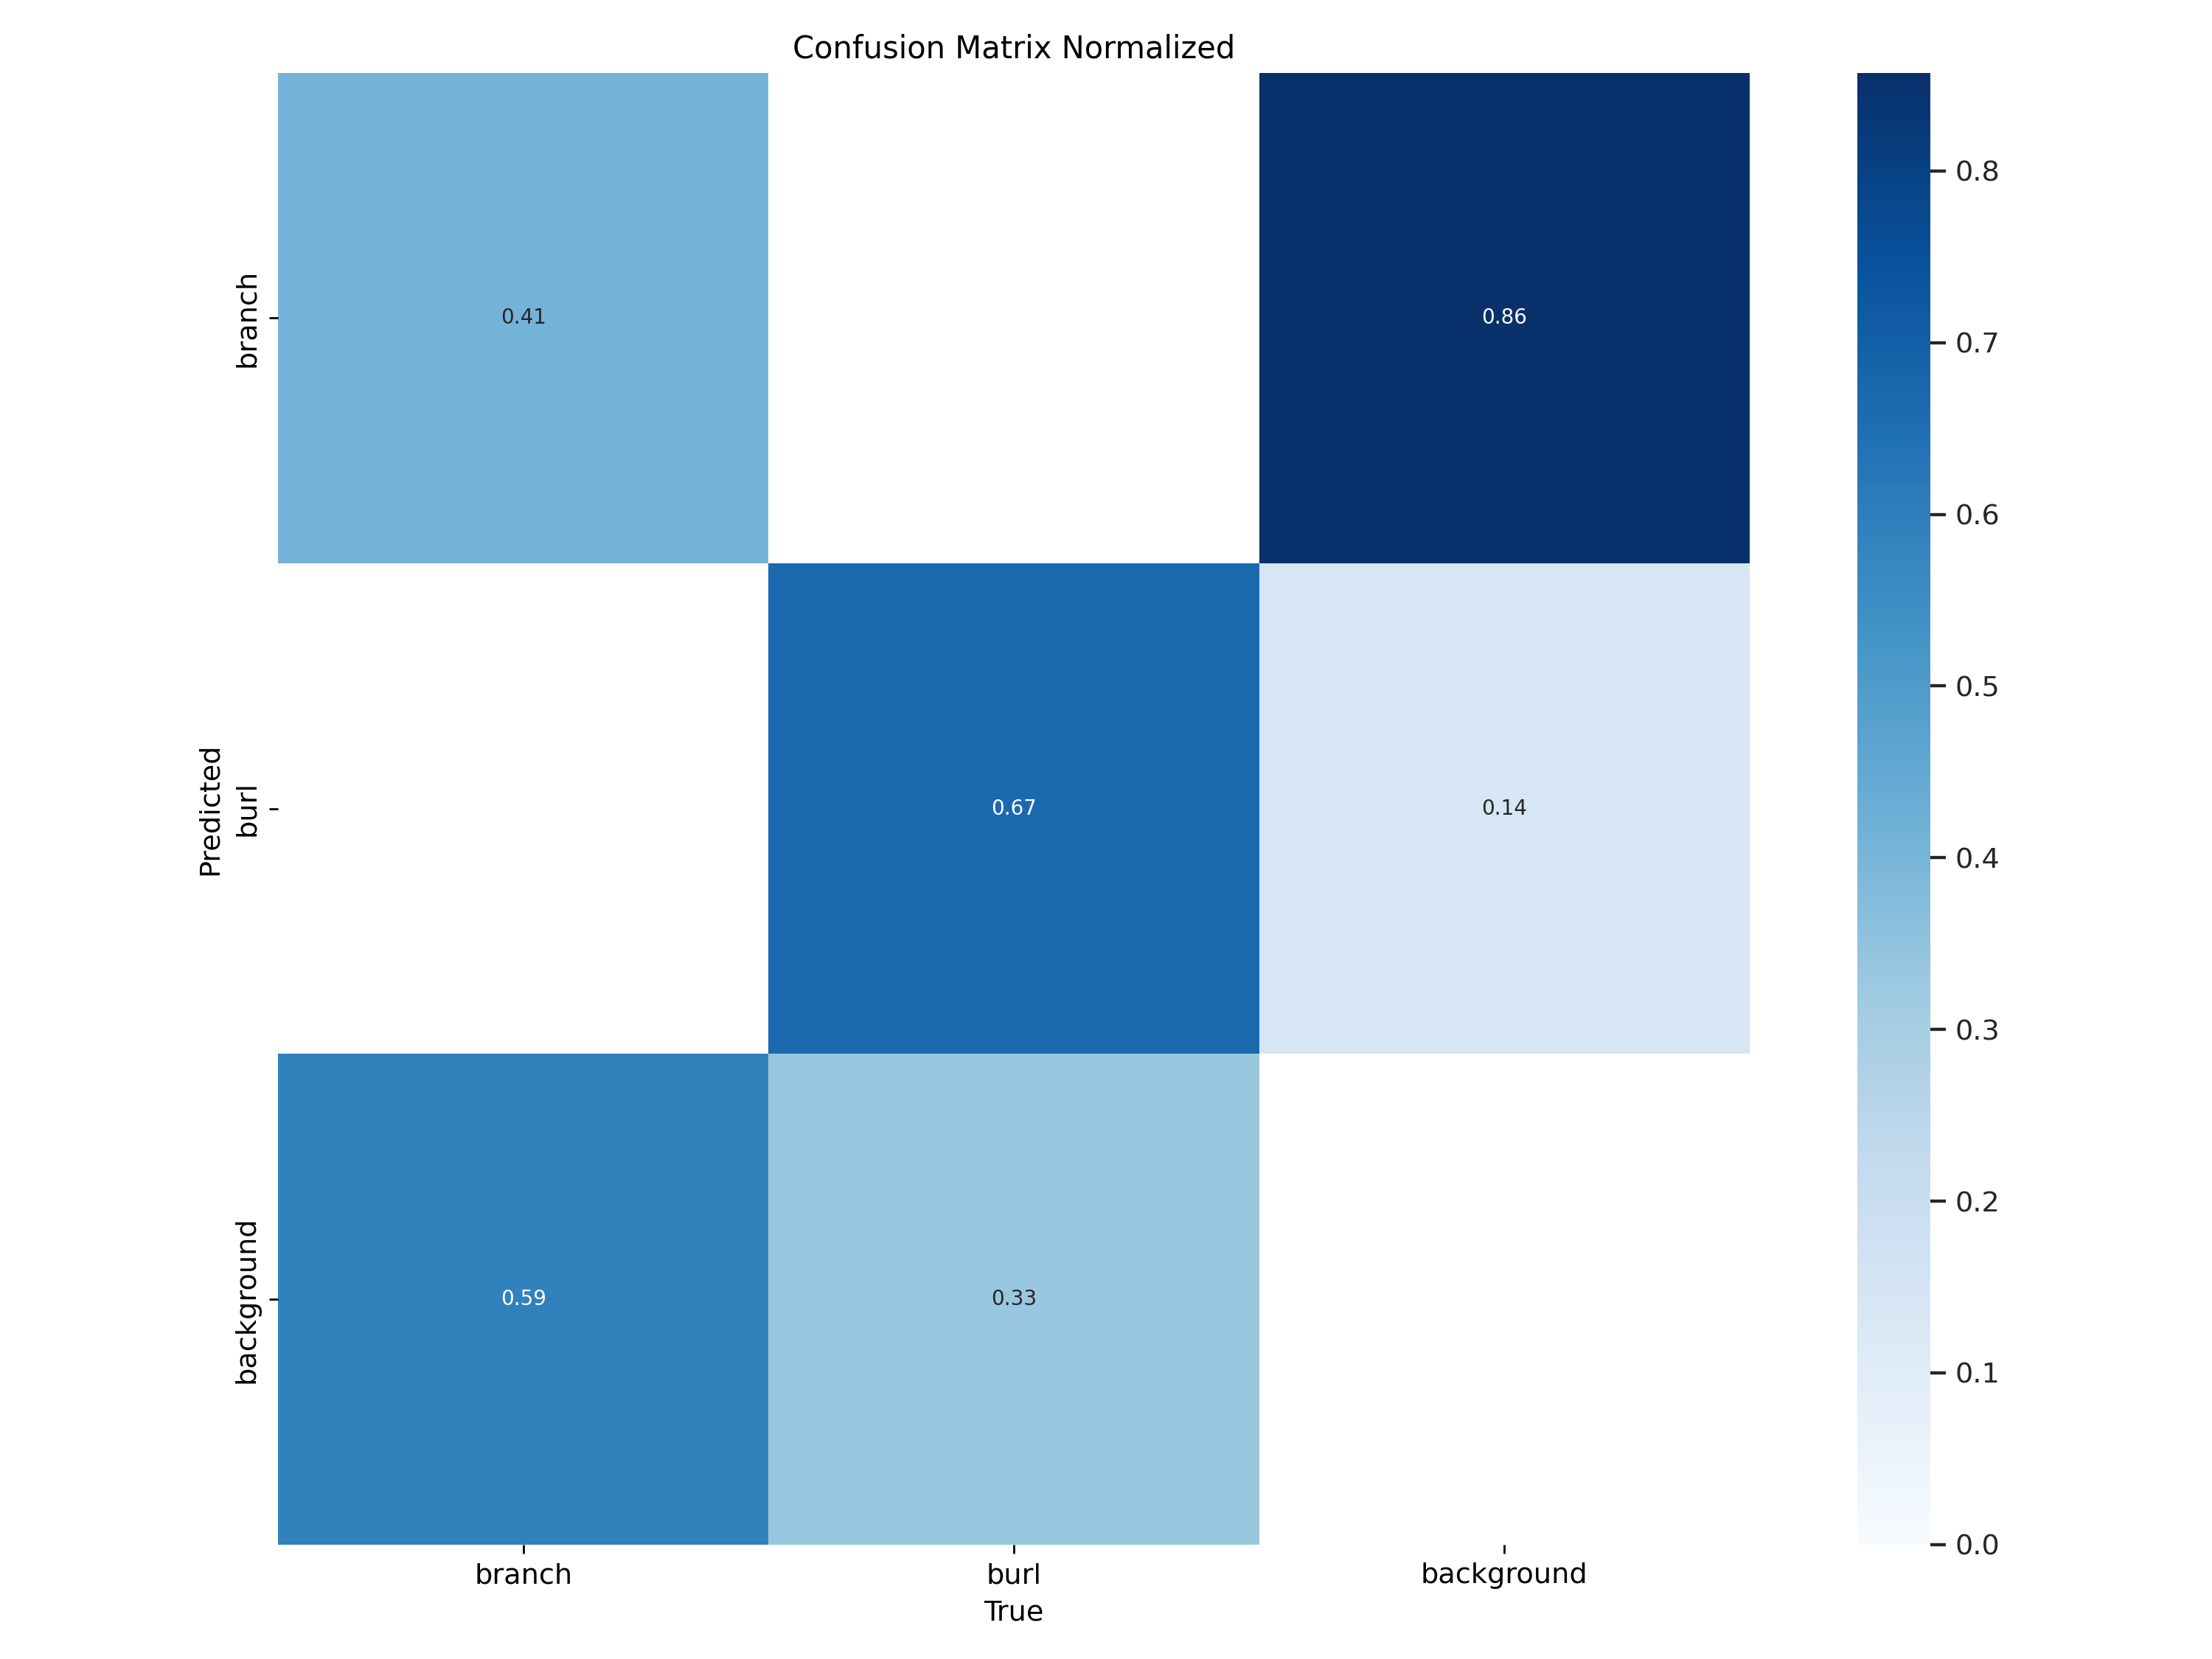 Confusion Matrix Normalized
branch
0.41
0.86
Predicted
burl
0.67
0.14
background
0.59
0.33
branch
burl
background
True
0.8
0.7
0.6
0.5
0.4
0.3
0.2
0.1
0.0